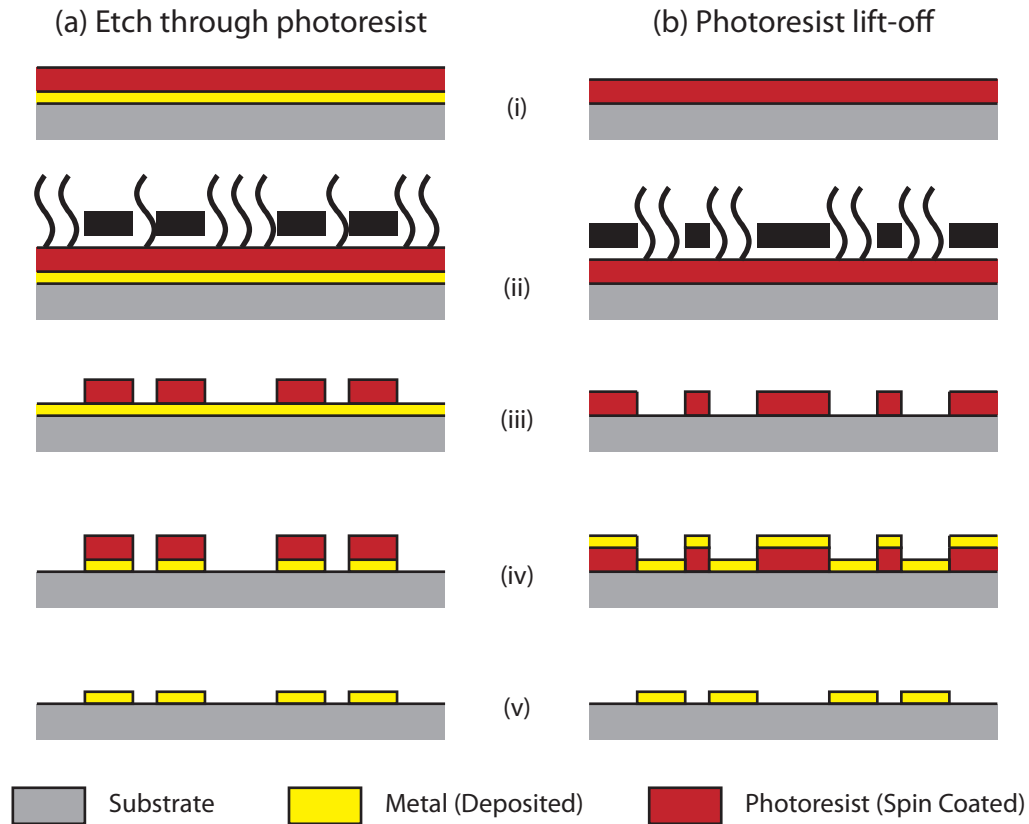 (a) Etch through photoresist
(b) Photoresist lift-off
(i)
(ii)
(iii)
(iv)
(v)
Substrate
Metal (Deposited)
Photoresist (Spin Coated)